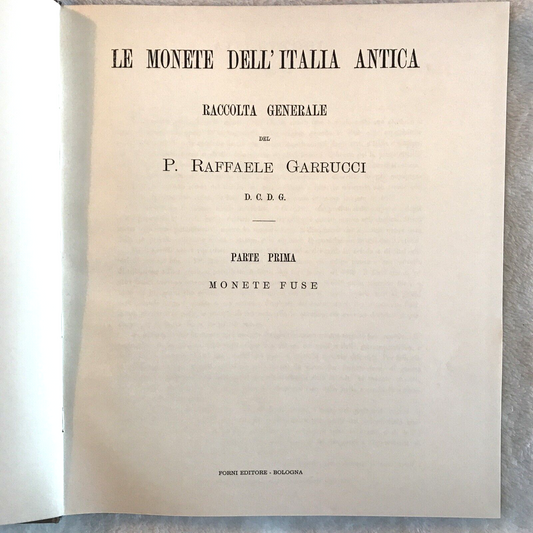 LE MONETE DELL'ITALIA ANTICA
RACCOLTA GENERALE
DEL
P. RAFFAELE GARRUCCI
D. C. D. G.
PARTE PRIMA
MONETE FUSE
FORNI EDITORE - BOLOGNA